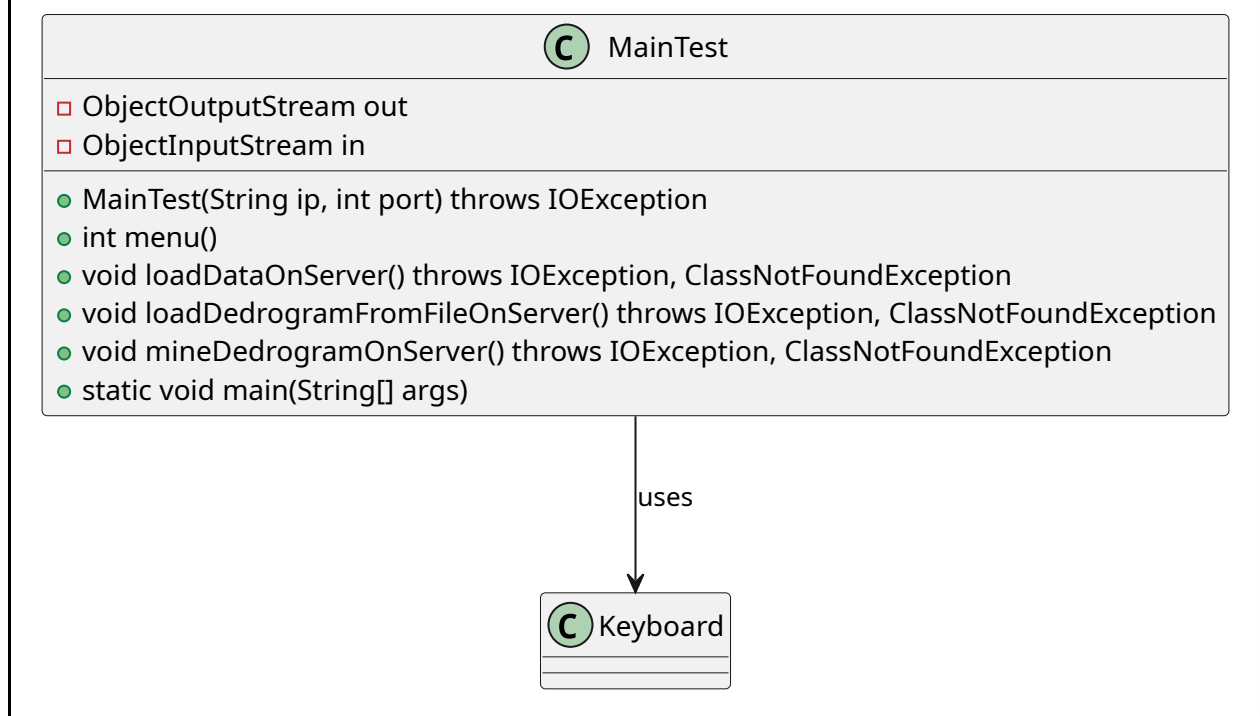 C MainTest
ObjectOutputStream out
ObjectInputStream in
MainTest(String ip, int port) throws IOException
int menu()
void loadDataOnServer() throws IOException, ClassNotFoundException
void loadDedrogramFromFileOnServer() throws IOException, ClassNotFoundException
void mineDedrogramOnServer() throws IOException, ClassNotFoundException
static void main(String[] args)
uses
C Keyboard